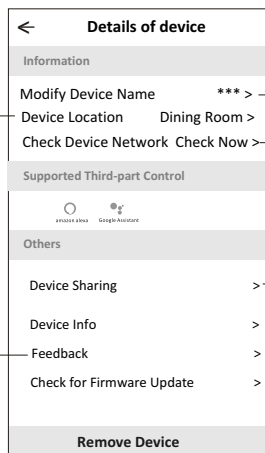 ← Details of device
Information
Modify Device Name *** >
Device Location Dining Room >
Check Device Network Check Now >
Supported Third-part Control
amazon alexa Google Assistant
Others
Device Sharing >
Device Info >
Feedback >
Check for Firmware Update >
Remove Device